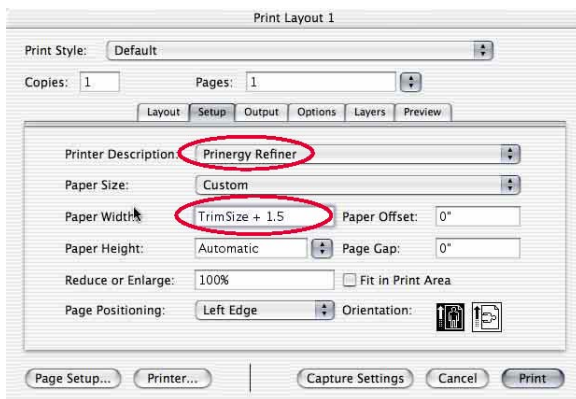 Print Layout 1
Print Style: Default
Copies: 1 Pages: 1
Layout Setup Output Options Layers Preview
Printer Description: Prinergy Refiner
Paper Size: Custom
Paper Width: TrimSize + 1.5 Paper Offset: 0"
Paper Height: Automatic Page Gap: 0"
Reduce or Enlarge: 100% Fit in Print Area
Page Positioning: Left Edge Orientation:
Page Setup... Printer... Capture Settings Cancel Print